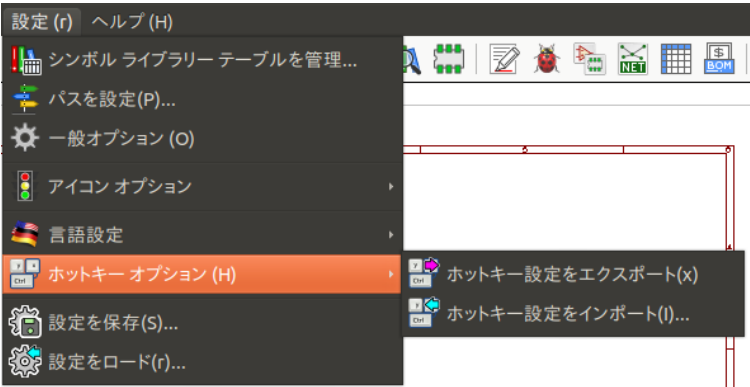 設定 (r) ヘルプ (H)
シンボル ライブラリー テーブルを管理...
パスを設定(P)...
一般オプション (O)
アイコン オプション
言語設定
ホットキー オプション (H)
ホットキー設定をエクスポート(x)
ホットキー設定をインポート(I)...
設定を保存(S)...
設定をロード(r)...
NET
$
BOM
Ctrl
Ctrl
Ctrl